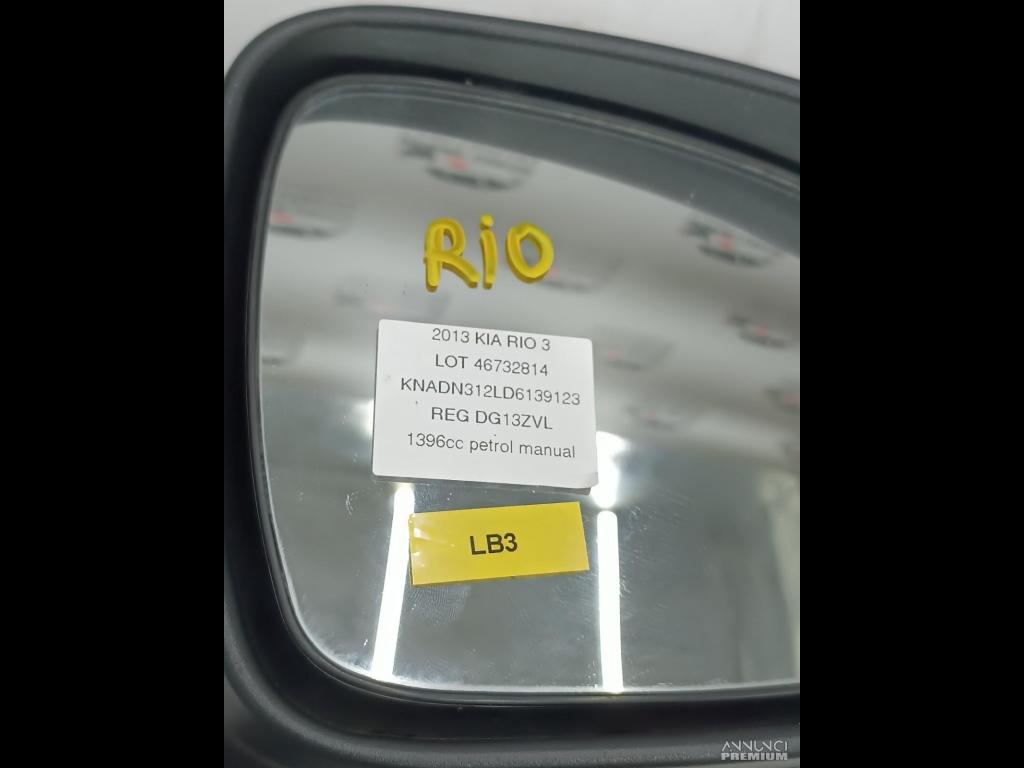 RiO
2013 KIA RIO 3
LOT 46732814
KNADN312LD6139123
REG DG13ZVL
1396cc petrol manual
LB3
ANNUNCI
PREMIUM